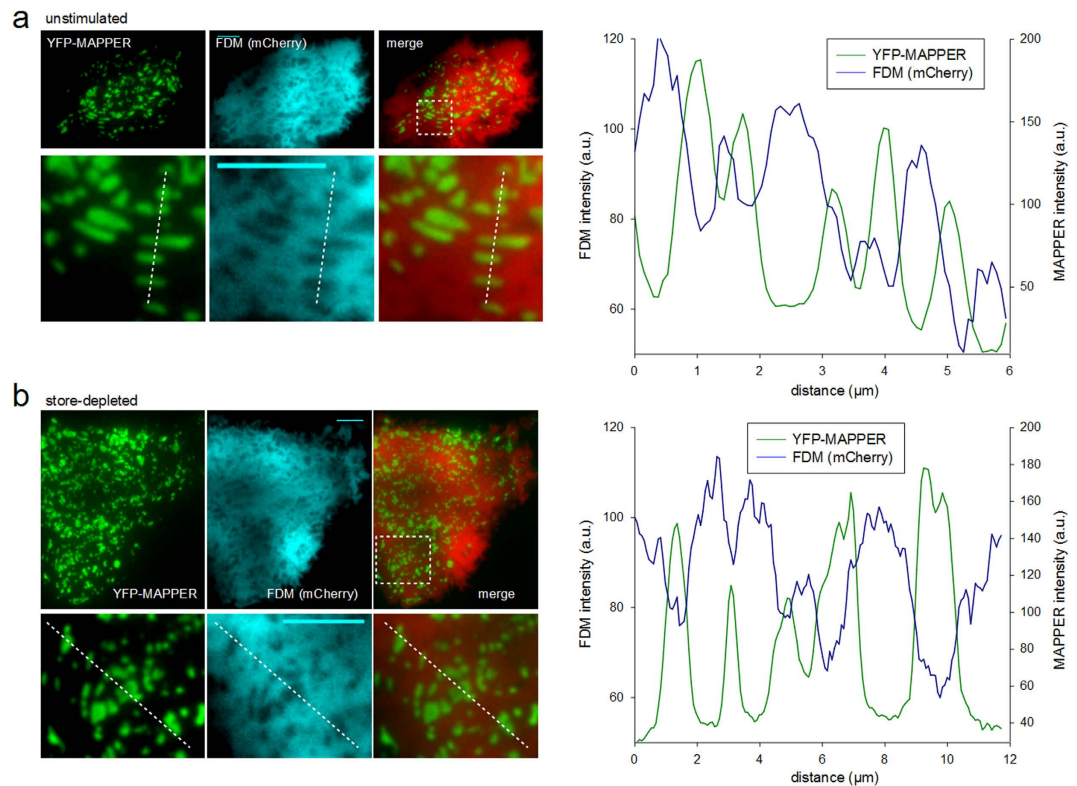 a unstimulated
YFP-MAPPER FDM (mCherry) merge
120
100
80
60
FDM intensity (a.u.)
YFP-MAPPER
FDM (mCherry)
200
150
100
50
MAPPER intensity (a.u.)
0 1 2 3 4 5 6
distance (µm)
b store-depleted
YFP-MAPPER FDM (mCherry) merge
120
100
80
60
FDM intensity (a.u.)
YFP-MAPPER
FDM (mCherry)
200
180
160
140
120
100
80
60
40
MAPPER intensity (a.u.)
0 2 4 6 8 10 12
distance (µm)